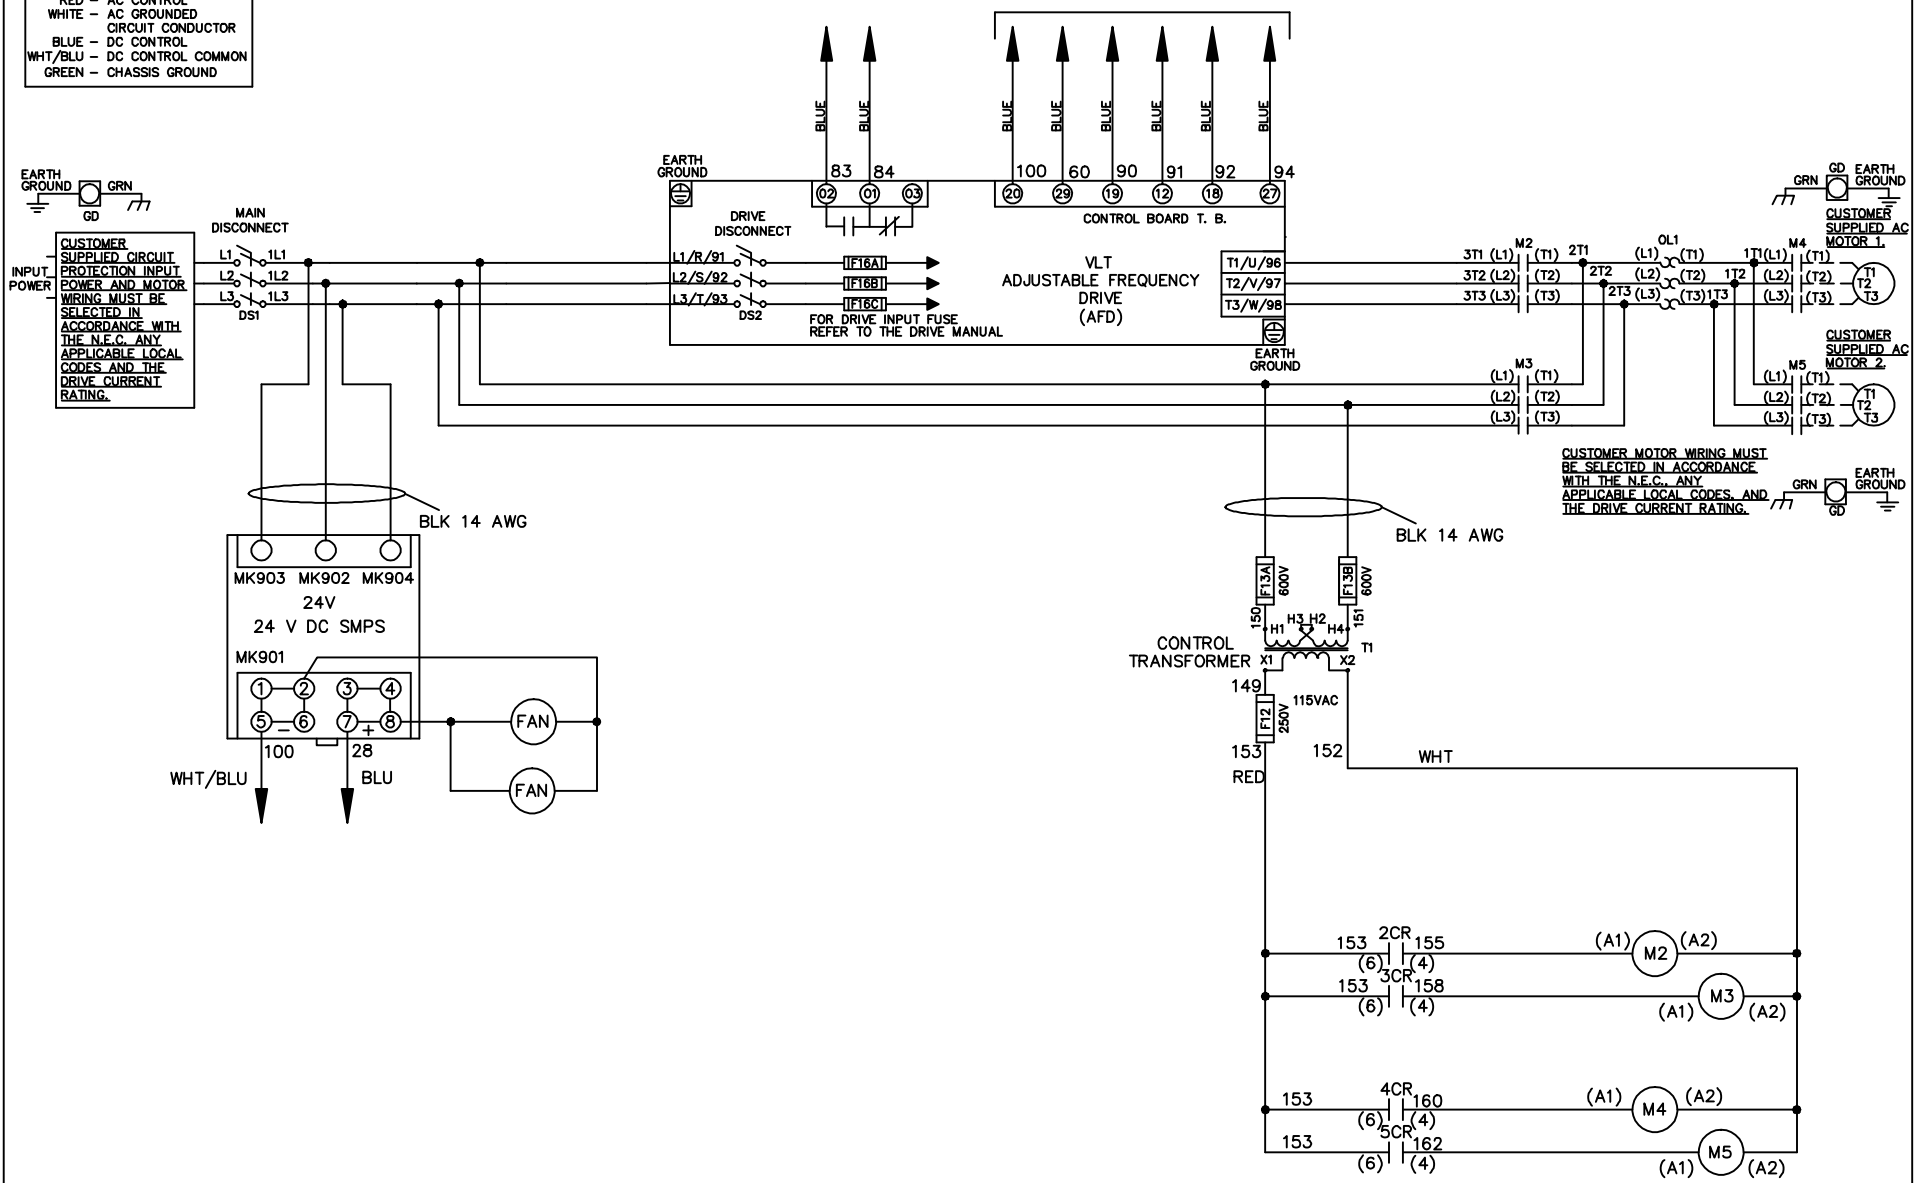 RED – AC CONTROL
WHITE – AC GROUNDED
CIRCUIT CONDUCTOR
BLUE – DC CONTROL
WHT/BLU – DC CONTROL COMMON
GREEN – CHASSIS GROUND
BLUE
BLUE
BLUE
BLUE
BLUE
BLUE
BLUE
BLUE
EARTH
GROUND
83 84
100 60 90 91 92 94
02 01 03
20 29 19 12 18 27
CONTROL BOARD T. B.
EARTH
GROUND
GRN
GD
MAIN
DISCONNECT
L1 1L1
L2 1L2
L3 1L3
DS1
INPUT
POWER
CUSTOMER
SUPPLIED CIRCUIT
PROTECTION INPUT
POWER AND MOTOR
WIRING MUST BE
SELECTED IN
ACCORDANCE WITH
THE N.E.C. ANY
APPLICABLE LOCAL
CODES AND THE
DRIVE CURRENT
RATING.
DRIVE
DISCONNECT
L1/R/91
L2/S/92
L3/T/93
DS2
F16A
F16B
F16C
FOR DRIVE INPUT FUSE
REFER TO THE DRIVE MANUAL
VLT
ADJUSTABLE FREQUENCY
DRIVE
(AFD)
T1/U/96
T2/V/97
T3/W/98
EARTH
GROUND
M2
3T1 (L1) (T1) 2T1
3T2 (L2) (T2) 2T2
3T3 (L3) (T3) 2T3
OL1
(L1) (T1) 1T1
(L2) (T2) 1T2
(L3) (T3) 1T3
M4
(L1) (T1)
(L2) (T2)
(L3) (T3)
T1
T2
T3
GRN
GD
EARTH
GROUND
CUSTOMER
SUPPLIED AC
MOTOR 1.
M3
(L1) (T1)
(L2) (T2)
(L3) (T3)
CUSTOMER
SUPPLIED AC
MOTOR 2.
M5
(L1) (T1)
(L2) (T2)
(L3) (T3)
T1
T2
T3
CUSTOMER MOTOR WIRING MUST
BE SELECTED IN ACCORDANCE
WITH THE N.E.C., ANY
APPLICABLE LOCAL CODES, AND
THE DRIVE CURRENT RATING.
GRN
GD
EARTH
GROUND
BLK 14 AWG
MK903 MK902 MK904
24V
24 V DC SMPS
MK901
1 2 3 4
5 6 7 8
– +
100 28
WHT/BLU
BLU
FAN
FAN
BLK 14 AWG
F13A
600V
F13B
600V
150
151
H1 H3 H2 H4
T1
CONTROL
TRANSFORMER
X1 X2
149
F12
250V
115VAC
153
152
RED
WHT
2CR
153 155
(6) (4)
(A1) M2 (A2)
3CR
153 158
(6) (4)
(A1) M3 (A2)
4CR
153 160
(6) (4)
(A1) M4 (A2)
5CR
153 162
(6) (4)
(A1) M5 (A2)